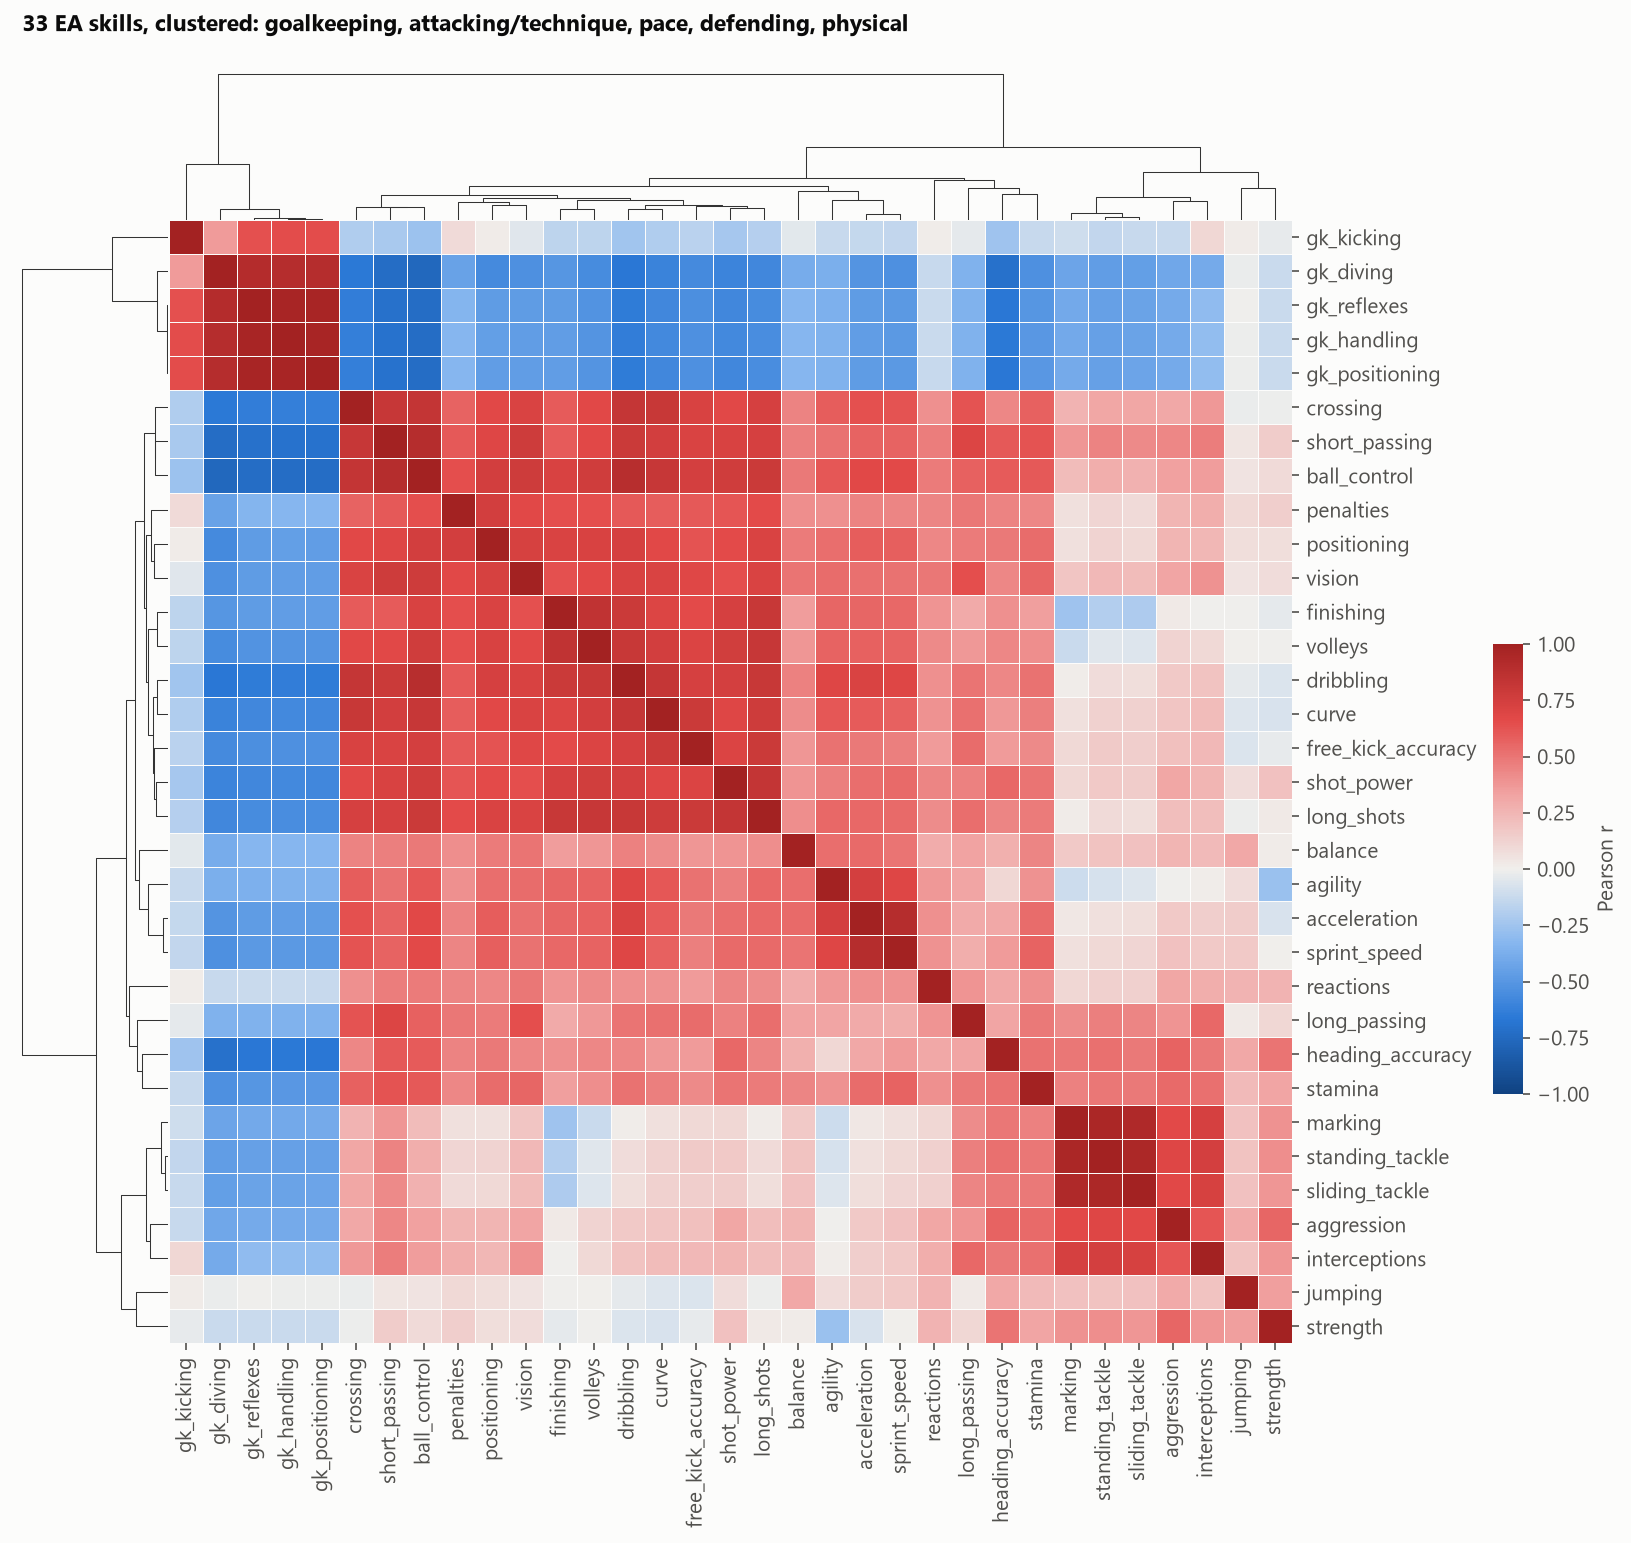 33 EA skills, clustered: goalkeeping, attacking/technique, pace, defending, physical
gk_kicking
gk_diving
gk_reflexes
gk_handling
gk_positioning
crossing
short_passing
ball_control
penalties
positioning
vision
finishing
volleys
dribbling
curve
free_kick_accuracy
shot_power
long_shots
balance
agility
acceleration
sprint_speed
reactions
long_passing
heading_accuracy
stamina
marking
standing_tackle
sliding_tackle
aggression
interceptions
jumping
strength
1.00
0.75
0.50
0.25
0.00
−0.25
−0.50
−0.75
−1.00
Pearson r
gk_kicking
gk_diving
gk_reflexes
gk_handling
gk_positioning
crossing
short_passing
ball_control
penalties
positioning
vision
finishing
volleys
dribbling
curve
free_kick_accuracy
shot_power
long_shots
balance
agility
acceleration
sprint_speed
reactions
long_passing
heading_accuracy
stamina
marking
standing_tackle
sliding_tackle
aggression
interceptions
jumping
strength